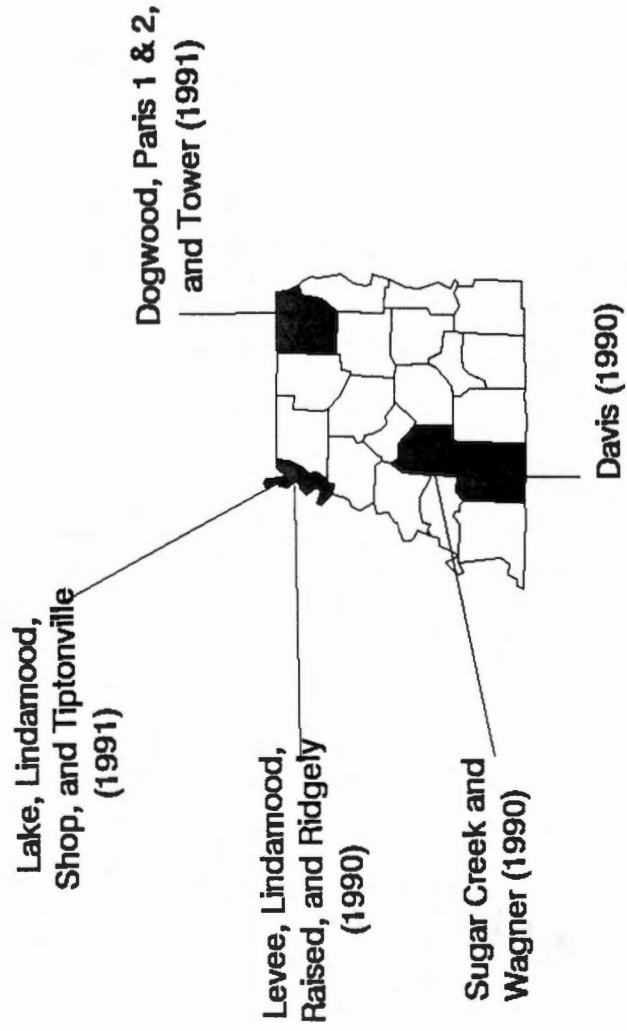 Lake, Lindamood,
Shop, and Tiptonville
(1991)
Levee, Lindamood,
Raised, and Ridgely
(1990)
Sugar Creek and
Wagner (1990)
Davis (1990)
Dogwood, Paris 1 & 2,
and Tower (1991)